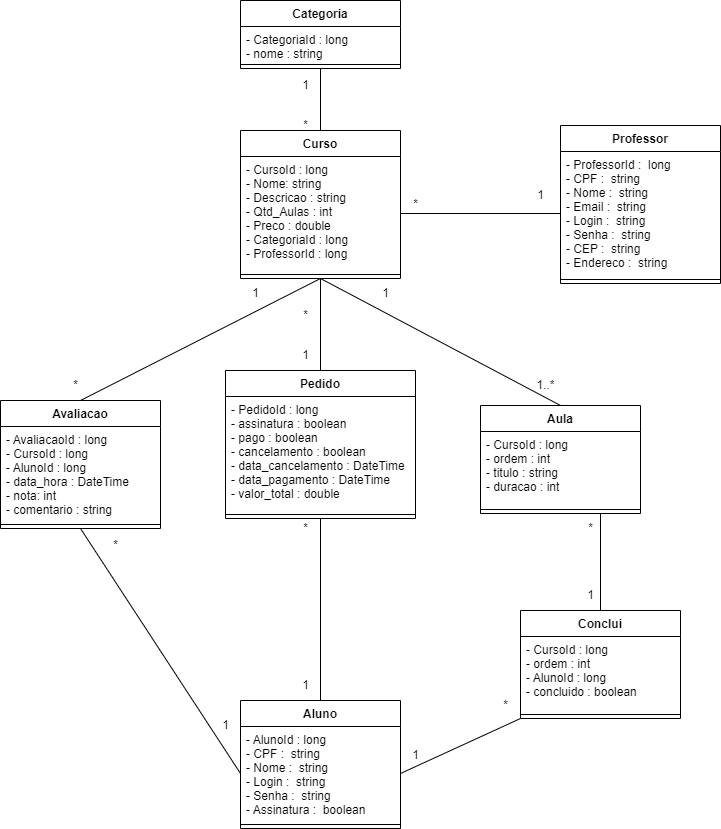 Categoria
- CategoriaId : long
- nome : string
1
*
Curso
- CursoId : long
- Nome: string
- Descricao : string
- Qtd_Aulas : int
- Preco : double
- CategoriaId : long
- ProfessorId : long
*
1
Professor
- ProfessorId :  long
- CPF :  string
- Nome :  string
- Email :  string
- Login :  string
- Senha :  string
- CEP :  string
- Endereco :  string
1
*
1
*
1
1..*
Avaliacao
- AvaliacaoId : long
- CursoId : long
- AlunoId : long
- data_hora : DateTime
- nota: int
- comentario : string
Pedido
- PedidoId : long
- assinatura : boolean
- pago : boolean
- cancelamento : boolean
- data_cancelamento : DateTime
- data_pagamento : DateTime
- valor_total : double
Aula
- CursoId : long
- ordem : int
- titulo : string
- duracao : int
*
*
*
1
Conclui
- CursoId : long
- ordem : int
- AlunoId : long
- concluido : boolean
1
1
*
1
Aluno
- AlunoId : long
- CPF :  string
- Nome :  string
- Login :  string
- Senha :  string
- Assinatura :  boolean